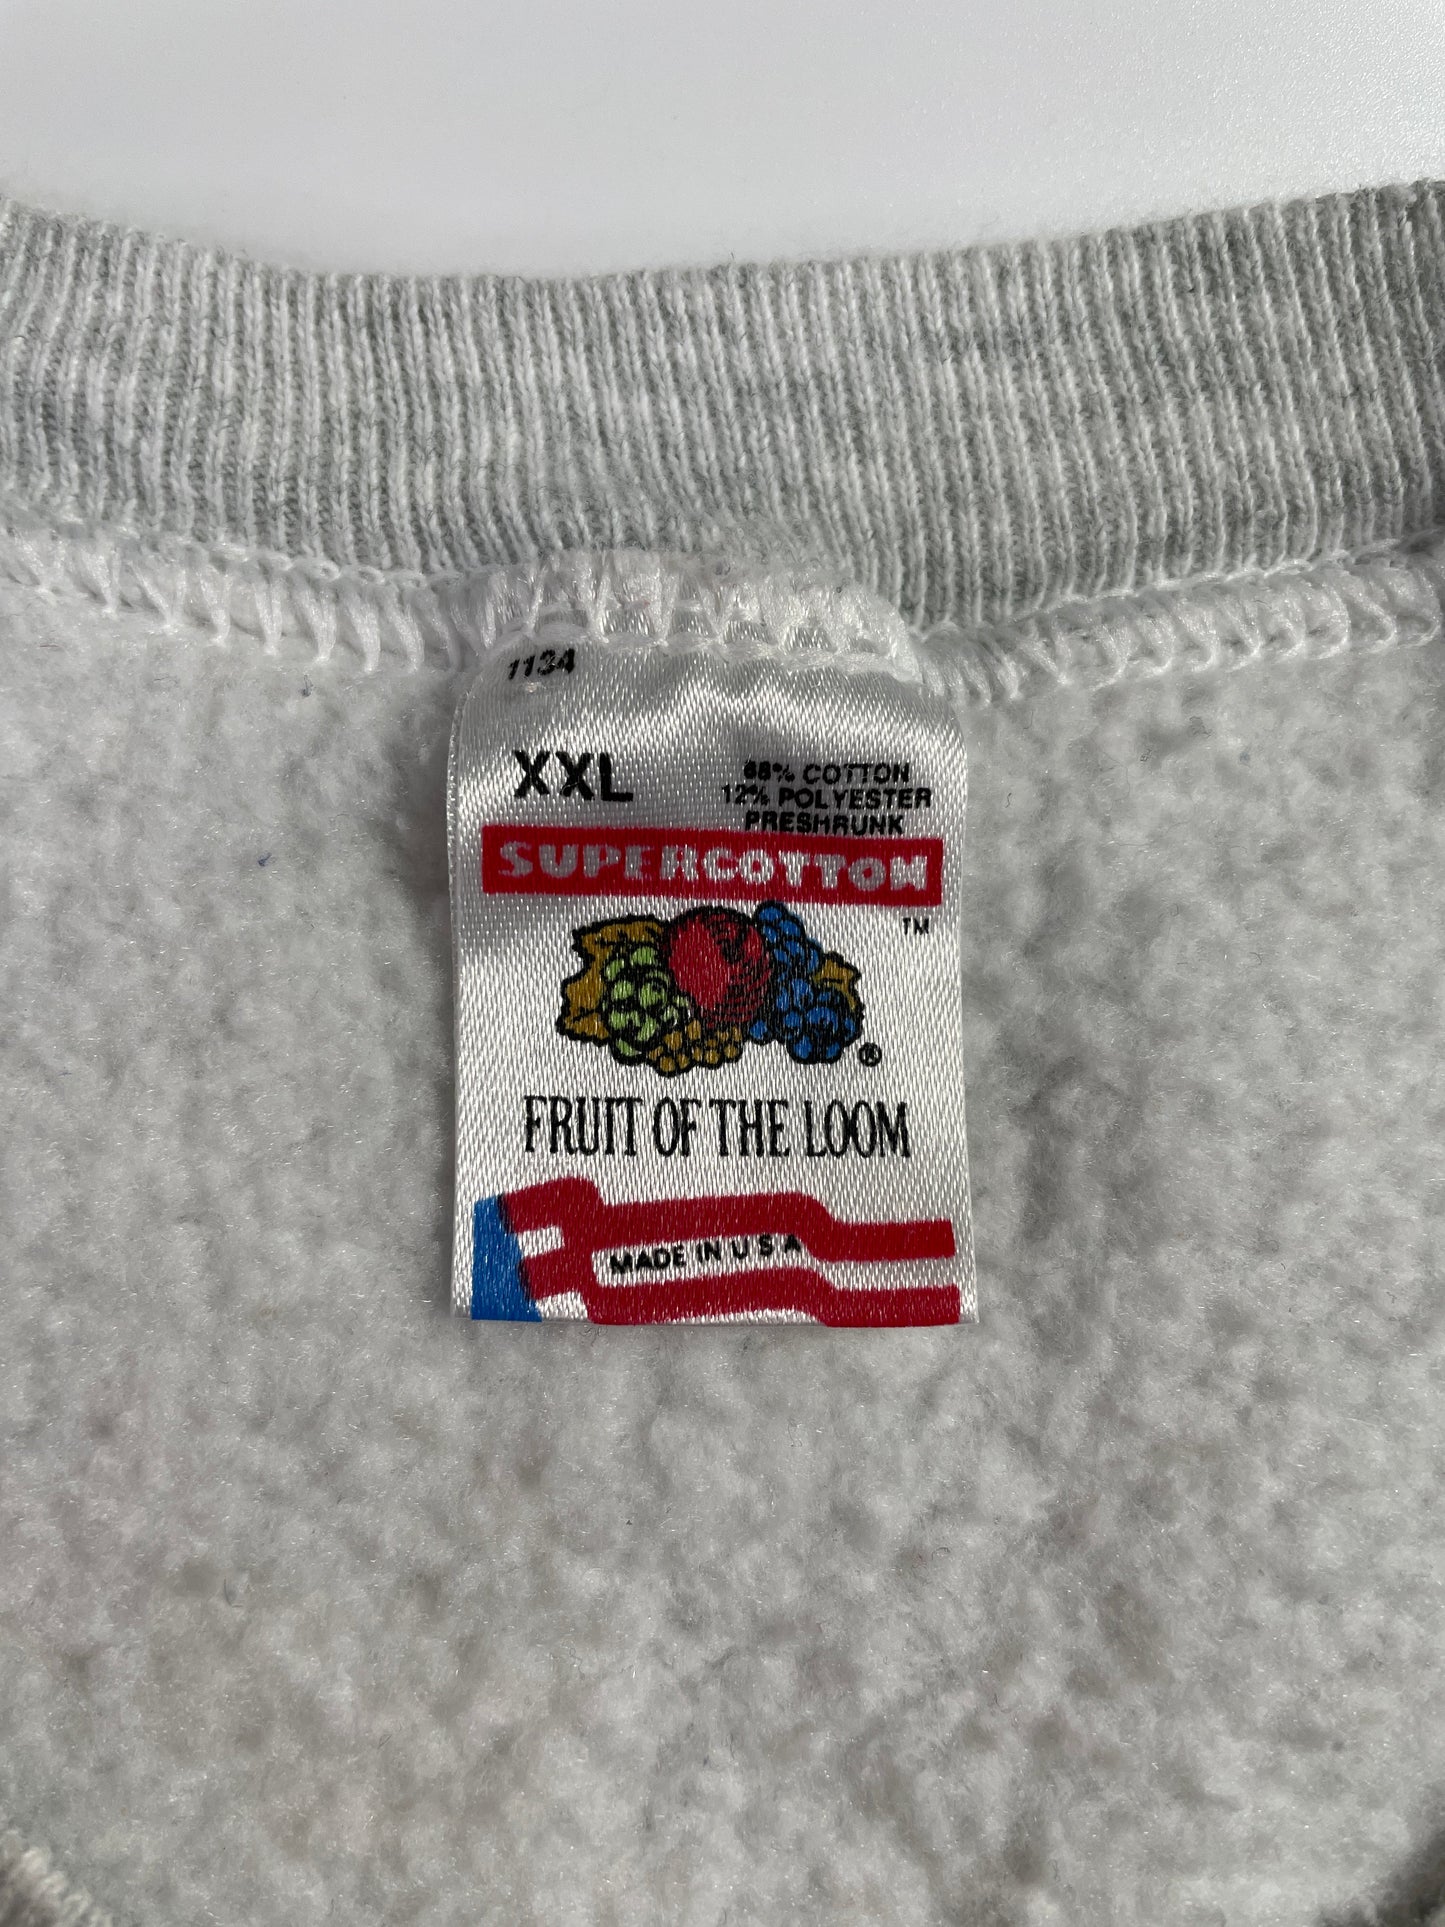 1134
XXL
88% COTTON
12% POLYESTER
PRESHRUNK
SUPERCOTTON
TM
®
FRUIT OF THE LOOM
MADE IN U S A